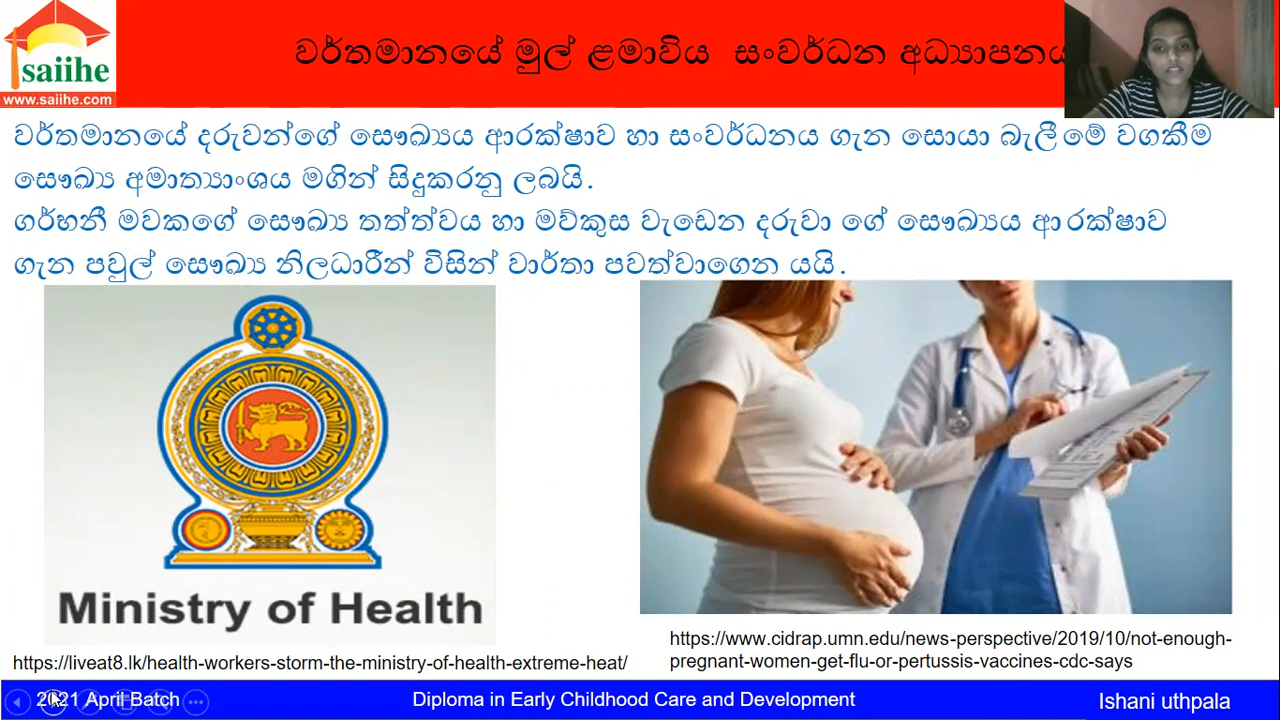 saiihe
www.saiihe.com
වර්තමානයේ මුල් ළමාවිය සංවර්ධන අධ්‍යාපනය
වර්තමානයේ දරුවන්ගේ සෞඛ්‍යය ආරක්ෂාව හා සංවර්ධනය ගැන සොයා බැලීමේ වගකීම
සෞඛ්‍ය අමාත්‍යාංශය මගින් සිදුකරනු ලබයි.
ගර්භනී මවකගේ සෞඛ්‍ය තත්ත්වය හා මව්කුස වැඩෙන දරුවා ගේ සෞඛ්‍යය ආරක්ෂාව
ගැන පවුල් සෞඛ්‍ය නිලධාරීන් විසින් වාර්තා පවත්වාගෙන යයි.
Ministry of Health
https://liveat8.lk/health-workers-storm-the-ministry-of-health-extreme-heat/
https://www.cidrap.umn.edu/news-perspective/2019/10/not-enough-
pregnant-women-get-flu-or-pertussis-vaccines-cdc-says
2021 April Batch
Diploma in Early Childhood Care and Development
Ishani uthpala